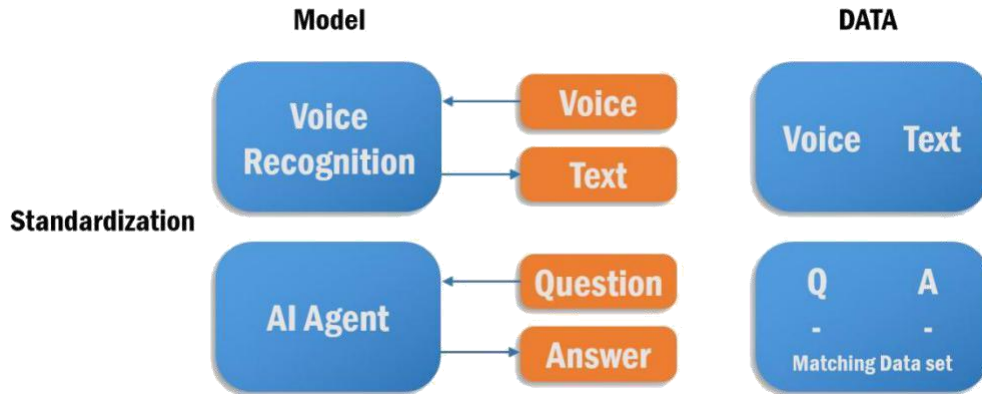 Model
DATA
Voice
Recognition
Voice
Text
Voice Text
Standardization
AI Agent
Question
Answer
Q A
- -
Matching Data set